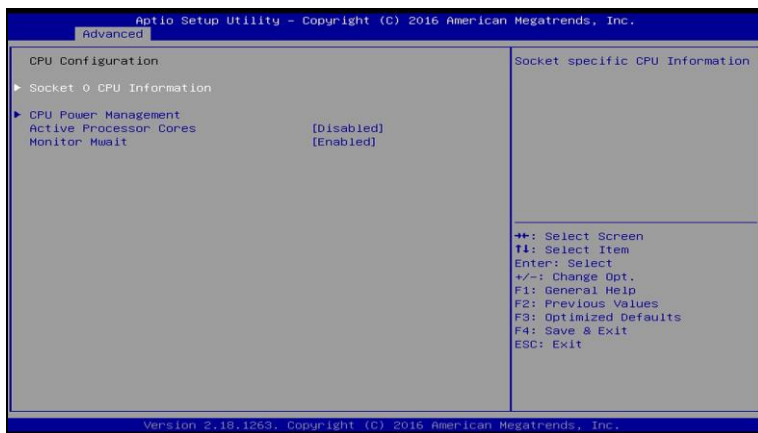 Aptio Setup Utility – Copyright (C) 2016 American Megatrends, Inc.
Advanced
CPU Configuration
Socket 0 CPU Information
CPU Power Management
Active Processor Cores [Disabled]
Monitor Mwait [Enabled]
Socket specific CPU Information
→←: Select Screen
↑↓: Select Item
Enter: Select
+/-: Change Opt.
F1: General Help
F2: Previous Values
F3: Optimized Defaults
F4: Save & Exit
ESC: Exit
Version 2.18.1263. Copyright (C) 2016 American Megatrends, Inc.